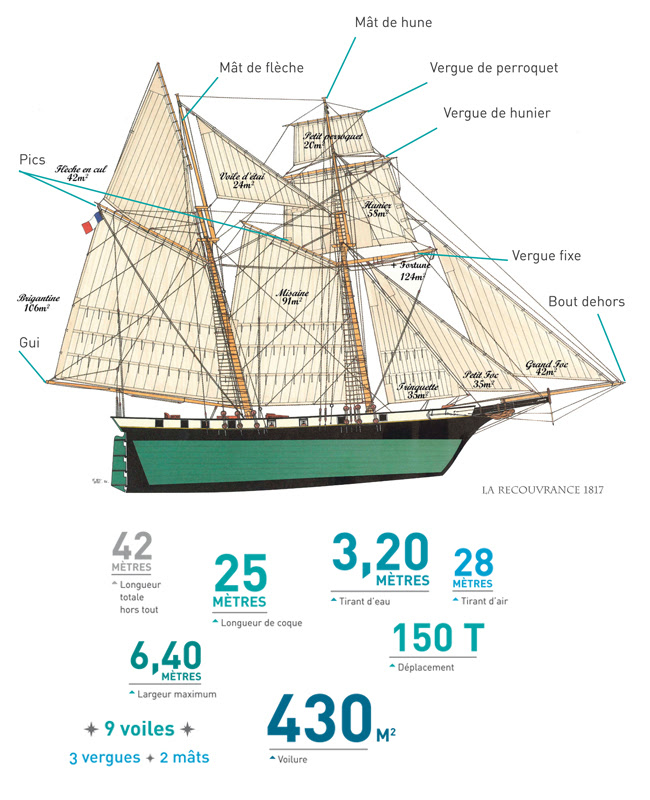 Mât de hune
Mât de flèche
Vergue de perroquet
Vergue de hunier
Petit perroquet
20m²
Pics
Flèche en cul
42m²
Voile d'étai
24m²
Hunier
58m²
Vergue fixe
+ Fortune
124m²
Brigantine
106m²
Misaine
91m²
Bout dehors
Gui
Grand Foc
42m²
Petit Foc
35m²
Trinquette
35m²
LA RECOUVRANCE 1817
42
MÈTRES
Longueur
totale
hors tout
25
MÈTRES
Longueur de coque
3,20
MÈTRES
Tirant d'eau
28
MÈTRES
Tirant d'air
6,40
MÈTRES
Largeur maximum
150 T
Déplacement
9 voiles
3 vergues + 2 mâts
430 M²
Voilure